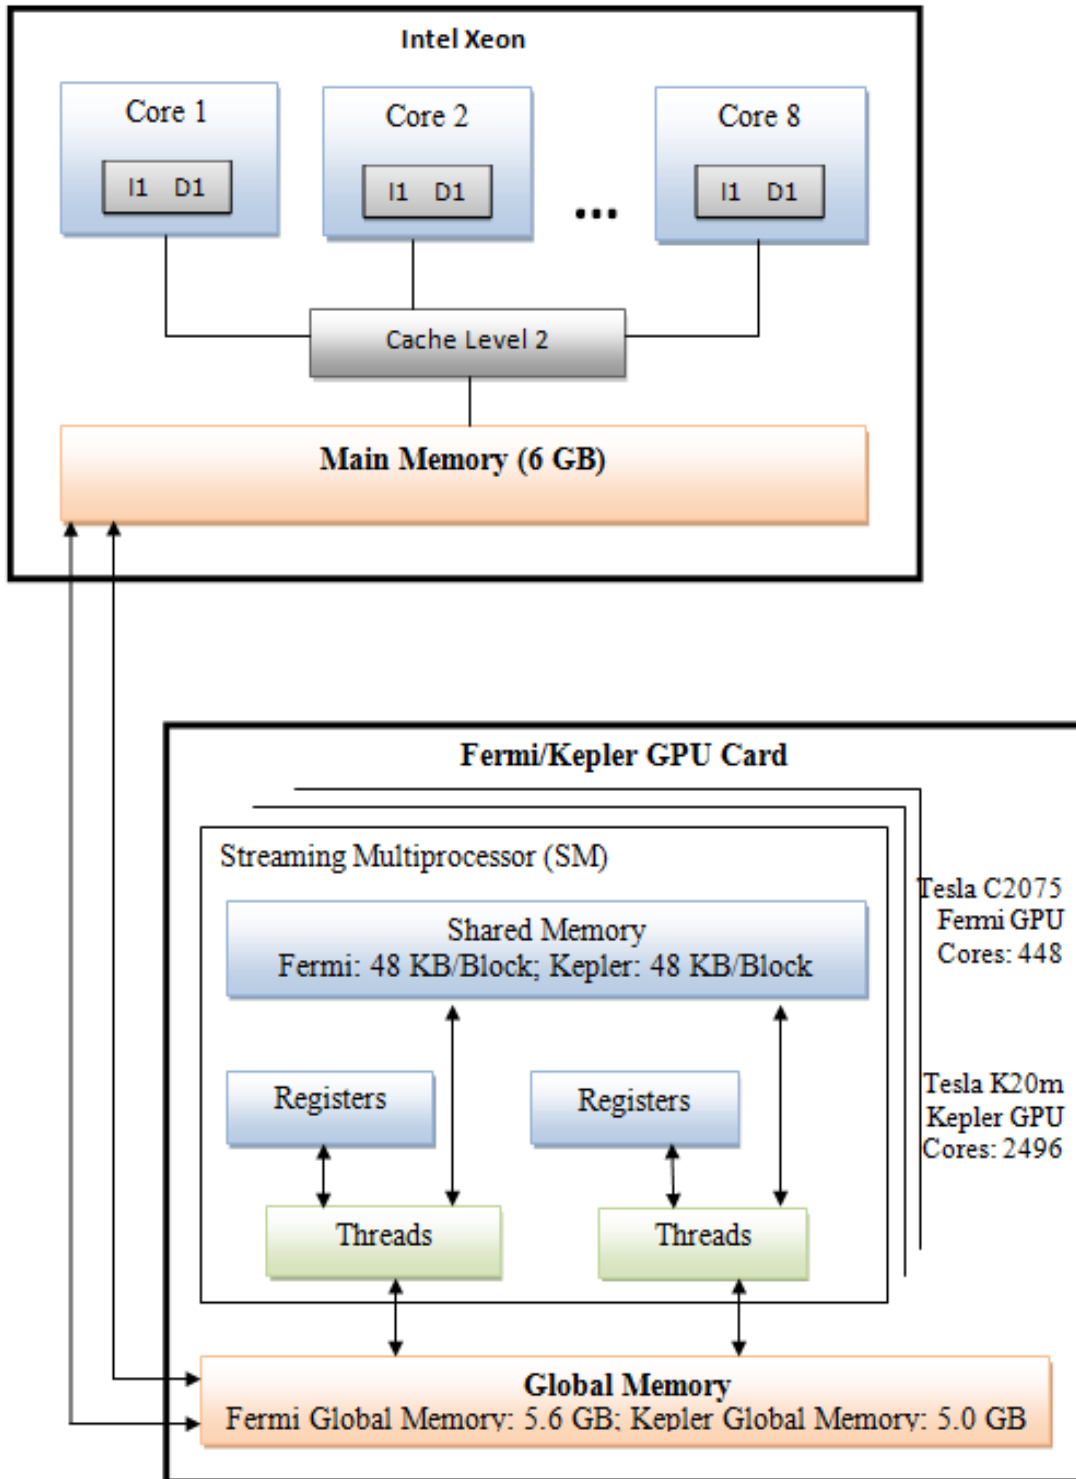 Intel Xeon
Core 1
Core 2
Core 8
I1 D1
I1 D1
...
I1 D1
Cache Level 2
Main Memory (6 GB)
Fermi/Kepler GPU Card
Streaming Multiprocessor (SM)
Shared Memory
Fermi: 48 KB/Block; Kepler: 48 KB/Block
Tesla C2075
Fermi GPU
Cores: 448
Registers
Registers
Tesla K20m
Kepler GPU
Cores: 2496
Threads
Threads
Global Memory
Fermi Global Memory: 5.6 GB; Kepler Global Memory: 5.0 GB